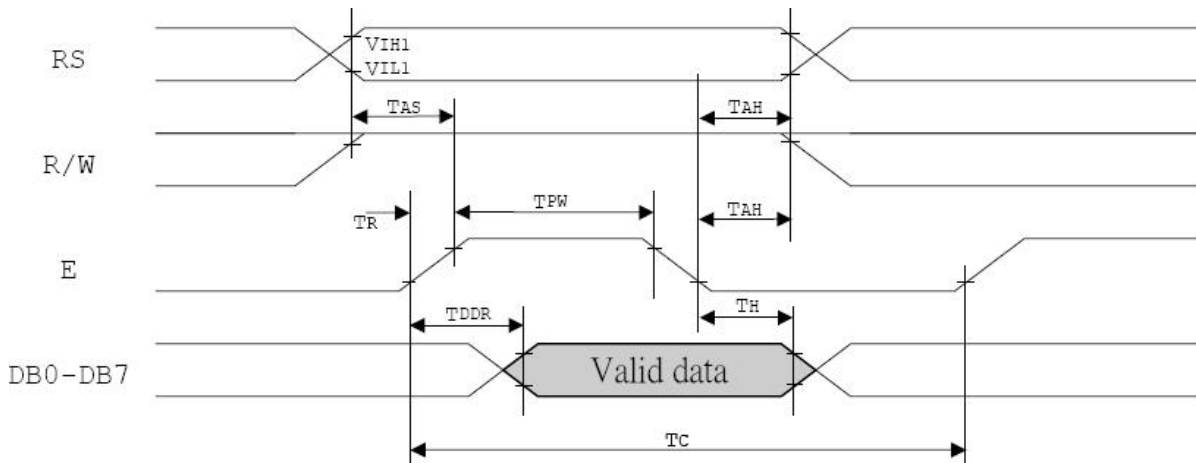 RS
VIH1
VIL1
TAS
TAH
R/W
TPW
TAH
TR
E
TDDR
TH
DB0-DB7
Valid data
TC